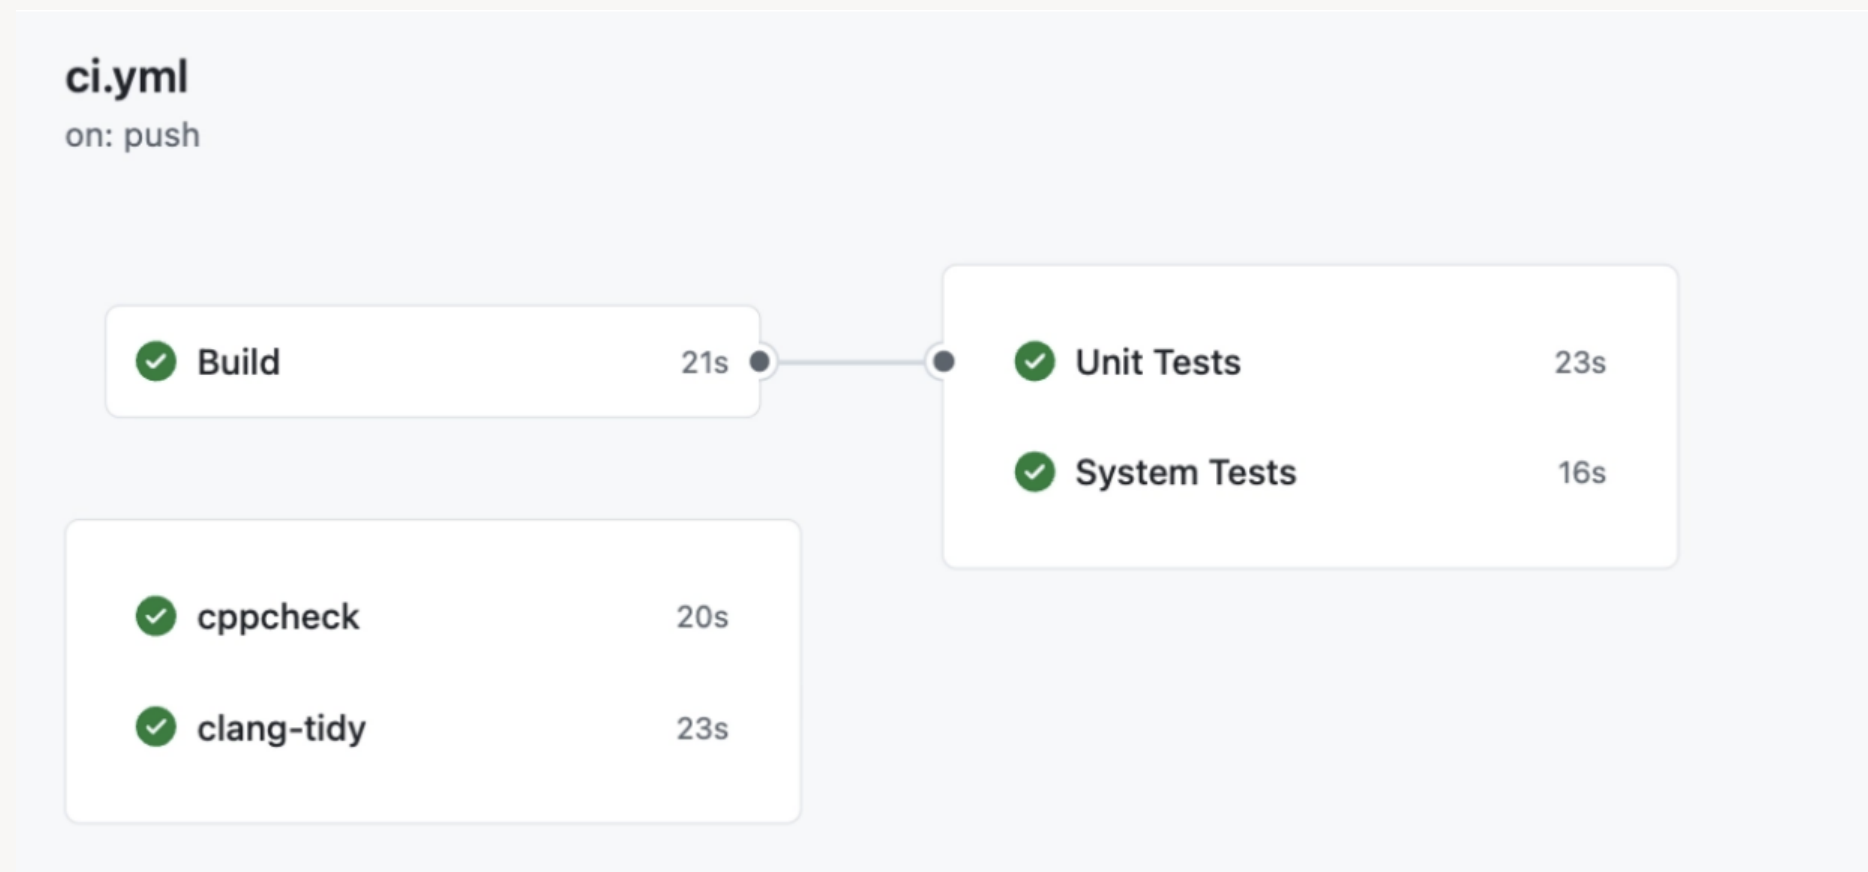 ci.yml
on: push
Build 21s
Unit Tests 23s
System Tests 16s
cppcheck 20s
clang-tidy 23s